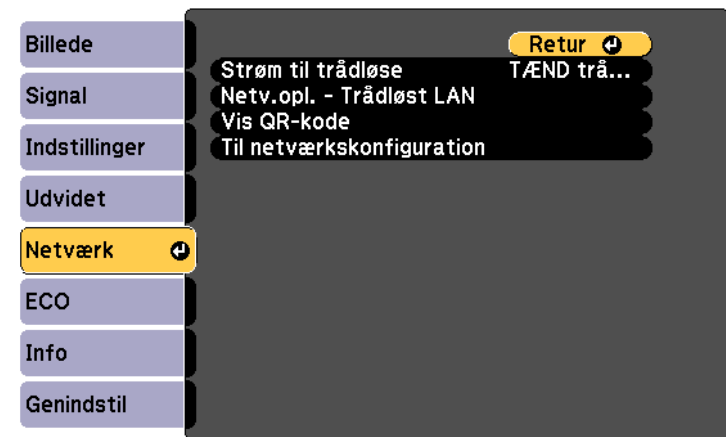 Billede
Signal
Indstillinger
Udvidet
Netværk
ECO
Info
Genindstil
Retur
Strøm til trådløse TÆND trå...
Netv.opl. - Trådløst LAN
Vis QR-kode
Til netværkskonfiguration